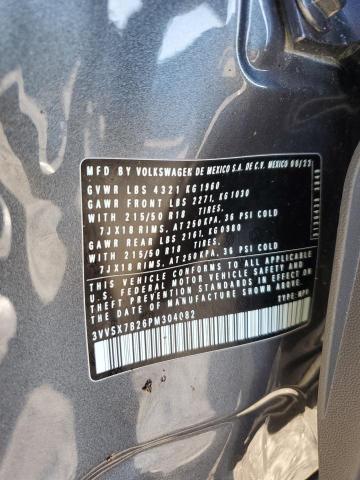 MFD BY VOLKSWAGEN DE MEXICO S.A. DE C.V. MEXICO
GVWR LBS 4321 KG1960
GAWR FRONT LBS 2271, KG1030
WITH 215/50 R18 TIRES,
7JX18 RIMS, AT 250KPA, 36 PSI COLD
GAWR REAR LBS 2161, KG0980
WITH 215/50 R18 TIRES,
7JX18 RIMS, AT 250KPA, 36 PSI COLD
THIS VEHICLE CONFORMS TO ALL APPLICABLE
U.S. FEDERAL MOTOR VEHICLE SAFETY AND
THEFT PREVENTION STANDARDS IN EFFECT ON
THE DATE OF MANUFACTURE SHOWN ABOVE
3VVSX7B26PM304082 TYPE: MPV